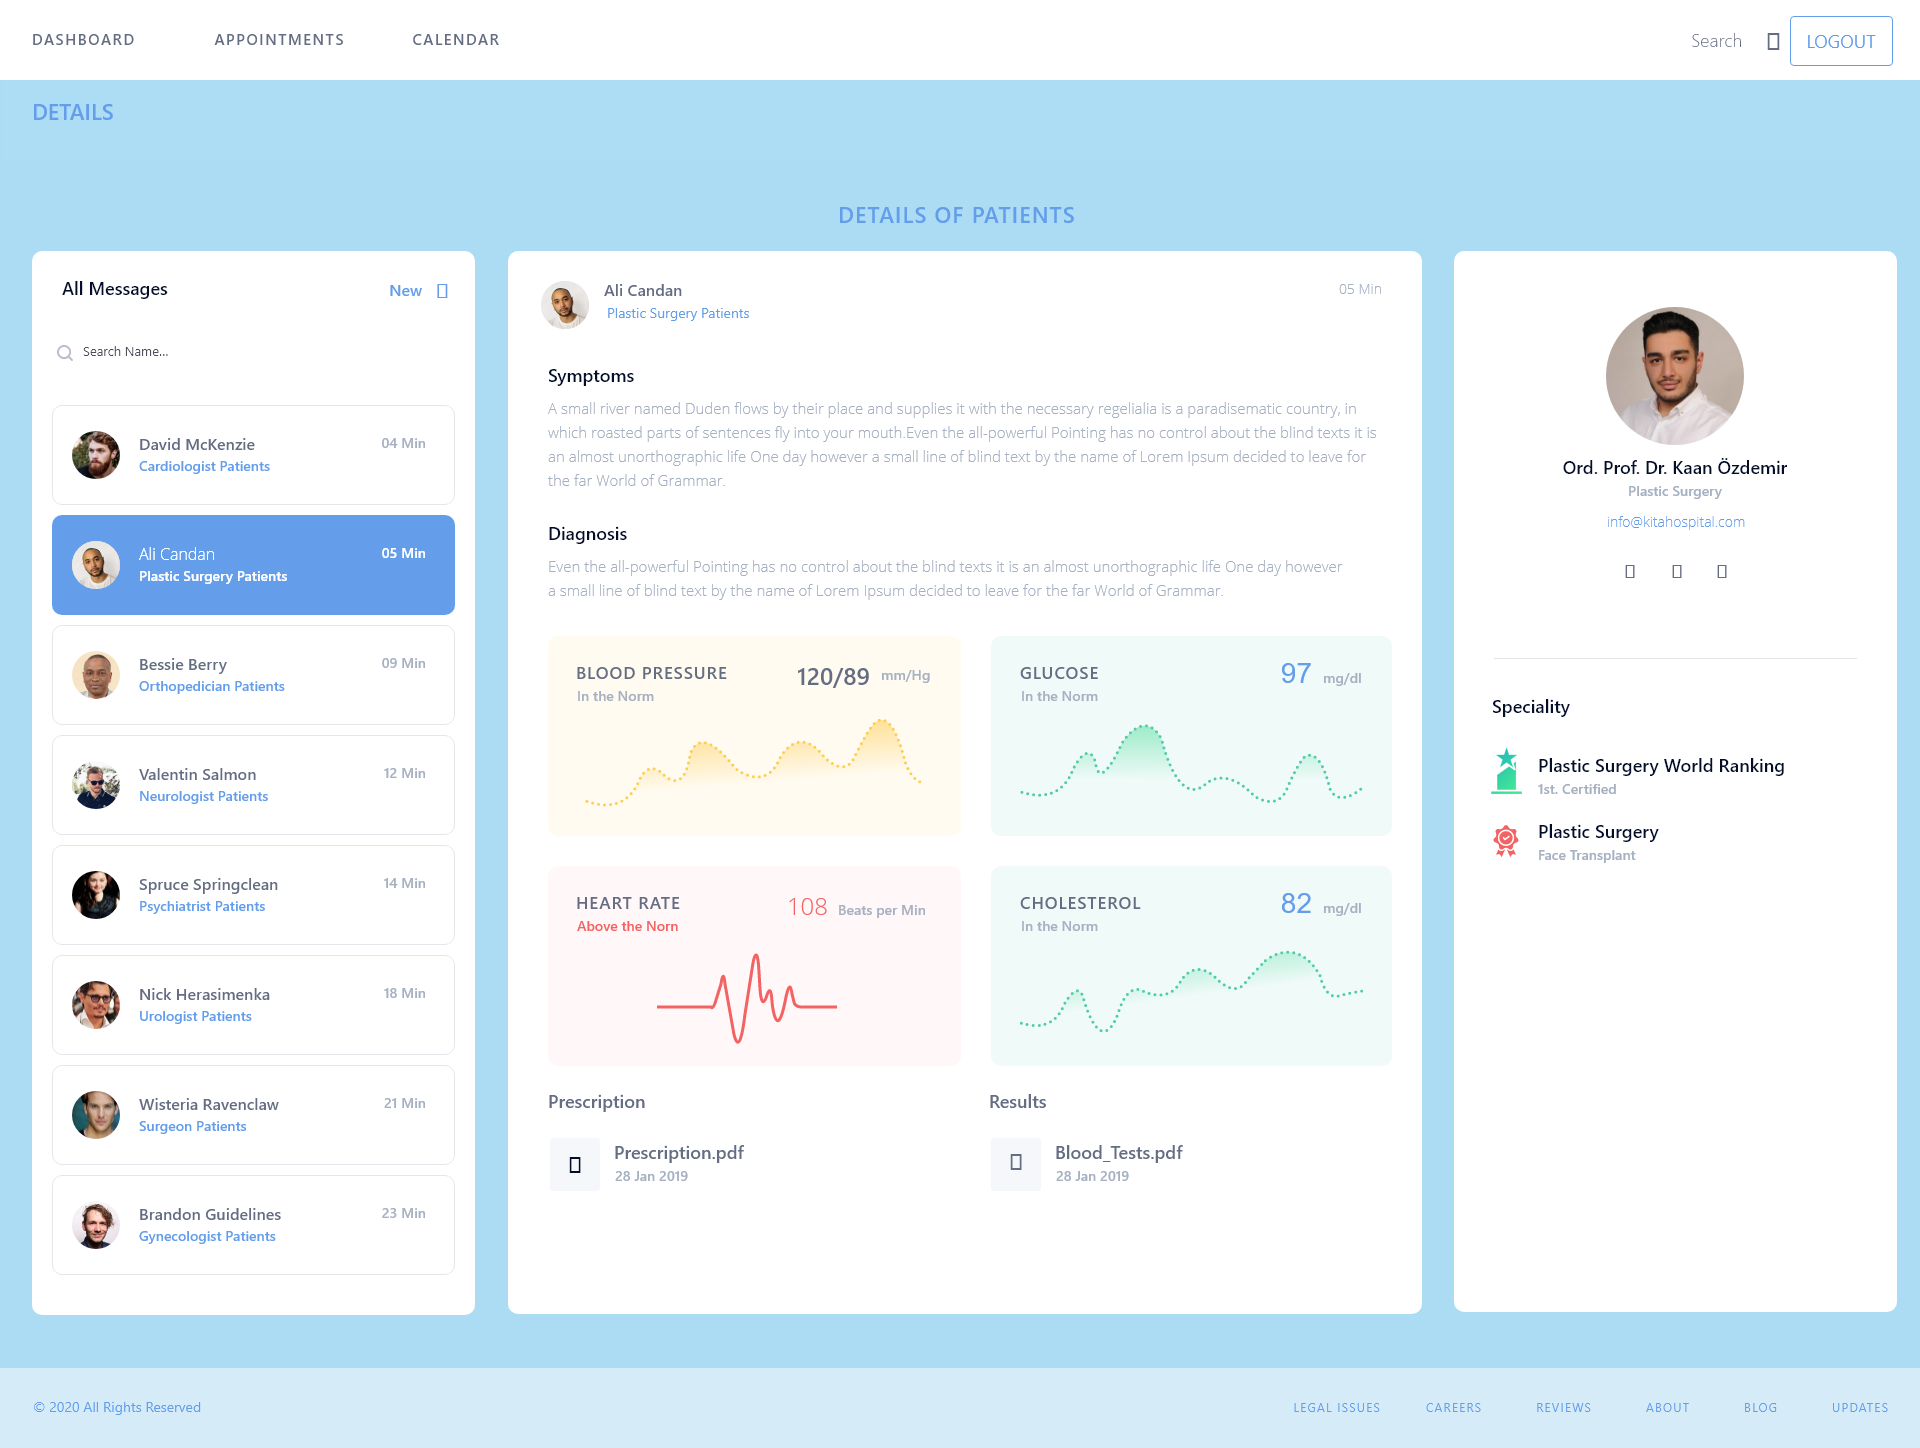 DASHBOARD
APPOINTMENTS
CALENDAR
Search
LOGOUT
DETAILS
DETAILS OF PATIENTS
All Messages
New
Search Name...
David McKenzie
04 Min
Cardiologist Patients
Ali Candan
05 Min
Plastic Surgery Patients
Bessie Berry
09 Min
Orthopedician Patients
Valentin Salmon
12 Min
Neurologist Patients
Spruce Springclean
14 Min
Psychiatrist Patients
Nick Herasimenka
18 Min
Urologist Patients
Wisteria Ravenclaw
21 Min
Surgeon Patients
Brandon Guidelines
23 Min
Gynecologist Patients
Ali Candan
05 Min
Plastic Surgery Patients
Symptoms
A small river named Duden flows by their place and supplies it with the necessary regelialia is a paradisematic country, in
which roasted parts of sentences fly into your mouth.Even the all-powerful Pointing has no control about the blind texts it is
an almost unorthographic life One day however a small line of blind text by the name of Lorem Ipsum decided to leave for
the far World of Grammar.
Diagnosis
Even the all-powerful Pointing has no control about the blind texts it is an almost unorthographic life One day however
a small line of blind text by the name of Lorem Ipsum decided to leave for the far World of Grammar.
BLOOD PRESSURE
120/89 mm/Hg
In the Norm
GLUCOSE
97 mg/dl
In the Norm
HEART RATE
108 Beats per Min
Above the Norn
CHOLESTEROL
82 mg/dl
In the Norm
Prescription
Prescription.pdf
28 Jan 2019
Results
Blood_Tests.pdf
28 Jan 2019
Ord. Prof. Dr. Kaan Özdemir
Plastic Surgery
info@kitahospital.com
Speciality
Plastic Surgery World Ranking
1st. Certified
Plastic Surgery
Face Transplant
© 2020 All Rights Reserved
LEGAL ISSUES
CAREERS
REVIEWS
ABOUT
BLOG
UPDATES